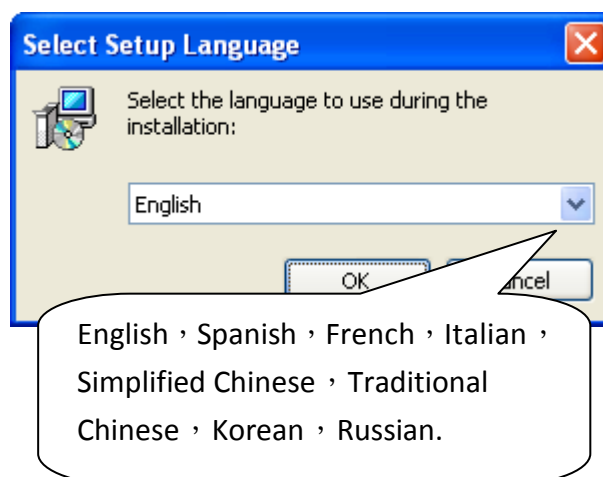 Select Setup Language
Select the language to use during the
installation:
English
OK
English，Spanish，French，Italian，
Simplified Chinese，Traditional
Chinese，Korean，Russian.